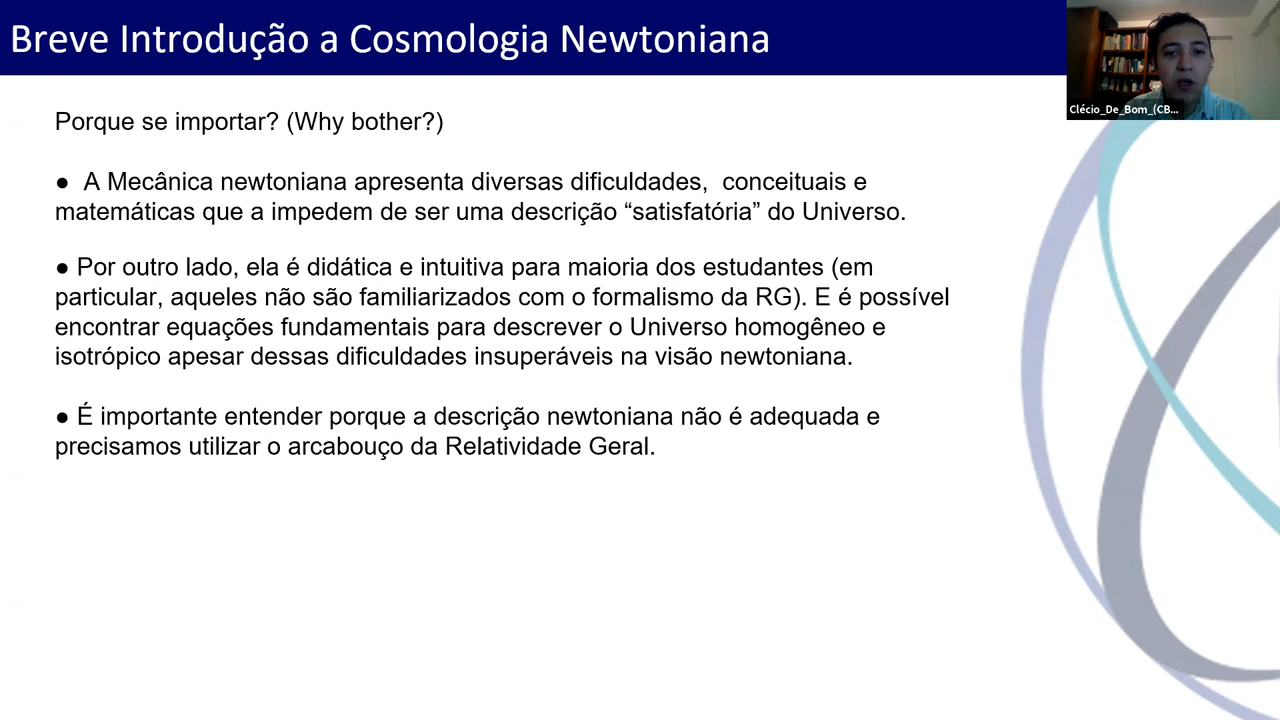 Breve Introdução a Cosmologia Newtoniana
Clécio_De_Bom_(CB...
Porque se importar? (Why bother?)
● A Mecânica newtoniana apresenta diversas dificuldades, conceituais e
matemáticas que a impedem de ser uma descrição “satisfatória” do Universo.
● Por outro lado, ela é didática e intuitiva para maioria dos estudantes (em
particular, aqueles não são familiarizados com o formalismo da RG). E é possível
encontrar equações fundamentais para descrever o Universo homogêneo e
isotrópico apesar dessas dificuldades insuperáveis na visão newtoniana.
● É importante entender porque a descrição newtoniana não é adequada e
precisamos utilizar o arcabouço da Relatividade Geral.